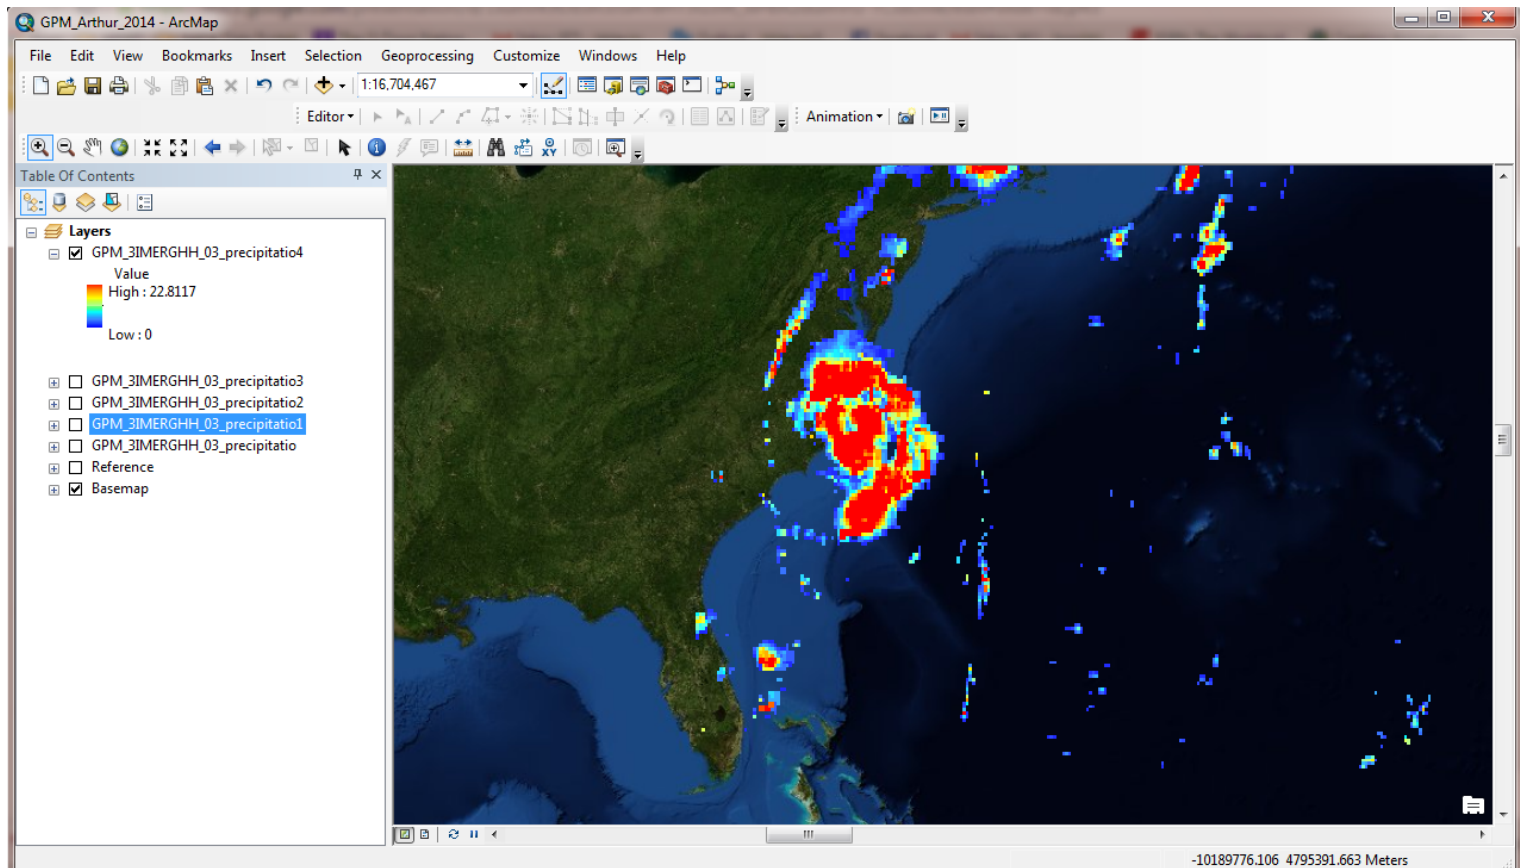 GPM_Arthur_2014 - ArcMap
File Edit View Bookmarks Insert Selection Geoprocessing Customize Windows Help
1:16,704,467
Editor Animation
Table Of Contents
Layers
GPM_3IMERGHH_03_precipitatio4
Value
High : 22.8117
Low : 0
GPM_3IMERGHH_03_precipitatio3
GPM_3IMERGHH_03_precipitatio2
GPM_3IMERGHH_03_precipitatio1
GPM_3IMERGHH_03_precipitatio
Reference
Basemap
-10189776.106 4795391.663 Meters